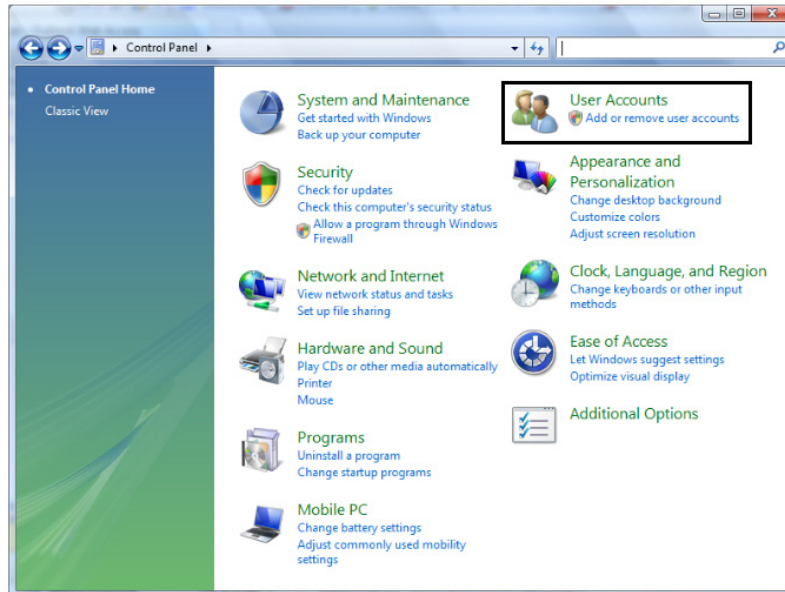 Control Panel
Control Panel Home
Classic View
System and Maintenance
Get started with Windows
Back up your computer
Security
Check for updates
Check this computer's security status
Allow a program through Windows
Firewall
Network and Internet
View network status and tasks
Set up file sharing
Hardware and Sound
Play CDs or other media automatically
Printer
Mouse
Programs
Uninstall a program
Change startup programs
Mobile PC
Change battery settings
Adjust commonly used mobility
settings
User Accounts
Add or remove user accounts
Appearance and
Personalization
Change desktop background
Customize colors
Adjust screen resolution
Clock, Language, and Region
Change keyboards or other input
methods
Ease of Access
Let Windows suggest settings
Optimize visual display
Additional Options